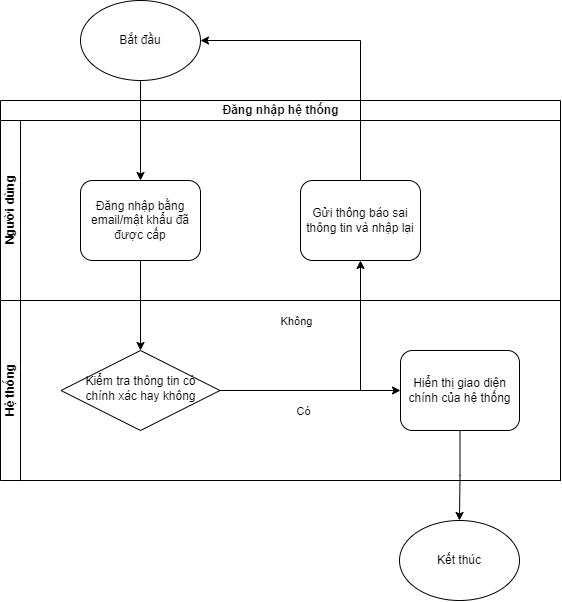 Bắt đầu
Đăng nhập hệ thống
Người dùng
Đăng nhập bằng
email/mật khẩu đã
được cấp
Gửi thông báo sai
thông tin và nhập lại
Không
Hệ thống
Kiểm tra thông tin có
chính xác hay không
Có
Hiển thị giao diện
chính của hệ thống
Kết thúc